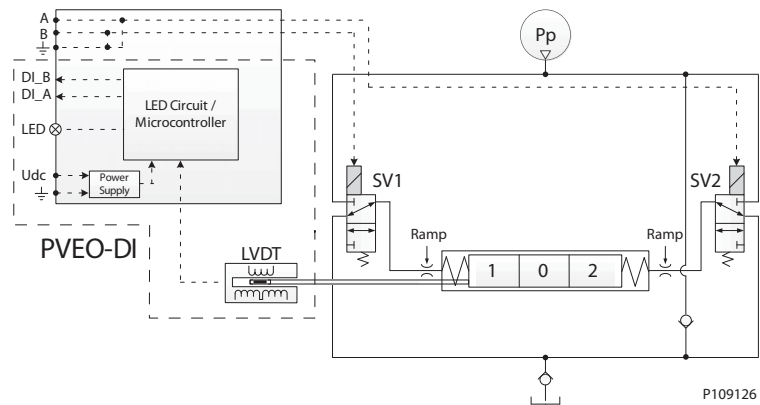 A
B
Pp
DI_B
DI_A
LED Circuit /
Microcontroller
LED
Udc
Power
Supply
SV1
SV2
PVEO-DI
LVDT
Ramp
Ramp
1 0 2
P109126